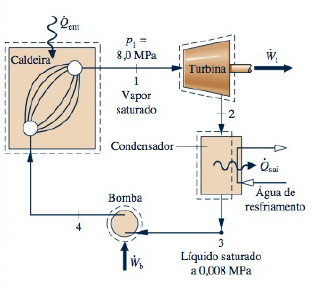 Q̇ent
p₁ =
8,0 MPa
Caldeira
Turbina
Ẇt
1
Vapor
saturado
2
Condensador
Q̇sai
Água de
resfriamento
Bomba
4
3
Líquido saturado
a 0,008 MPa
Ẇb